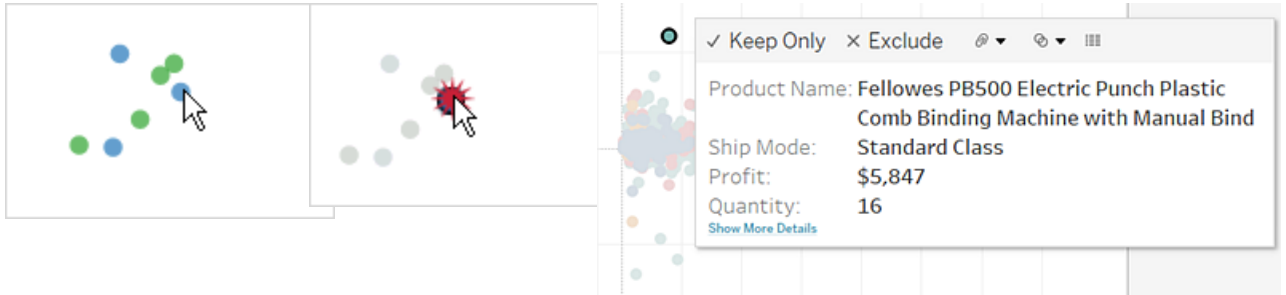 Keep Only Exclude
Product Name: Fellowes PB500 Electric Punch Plastic
Comb Binding Machine with Manual Bind
Ship Mode: Standard Class
Profit: $5,847
Quantity: 16
Show More Details